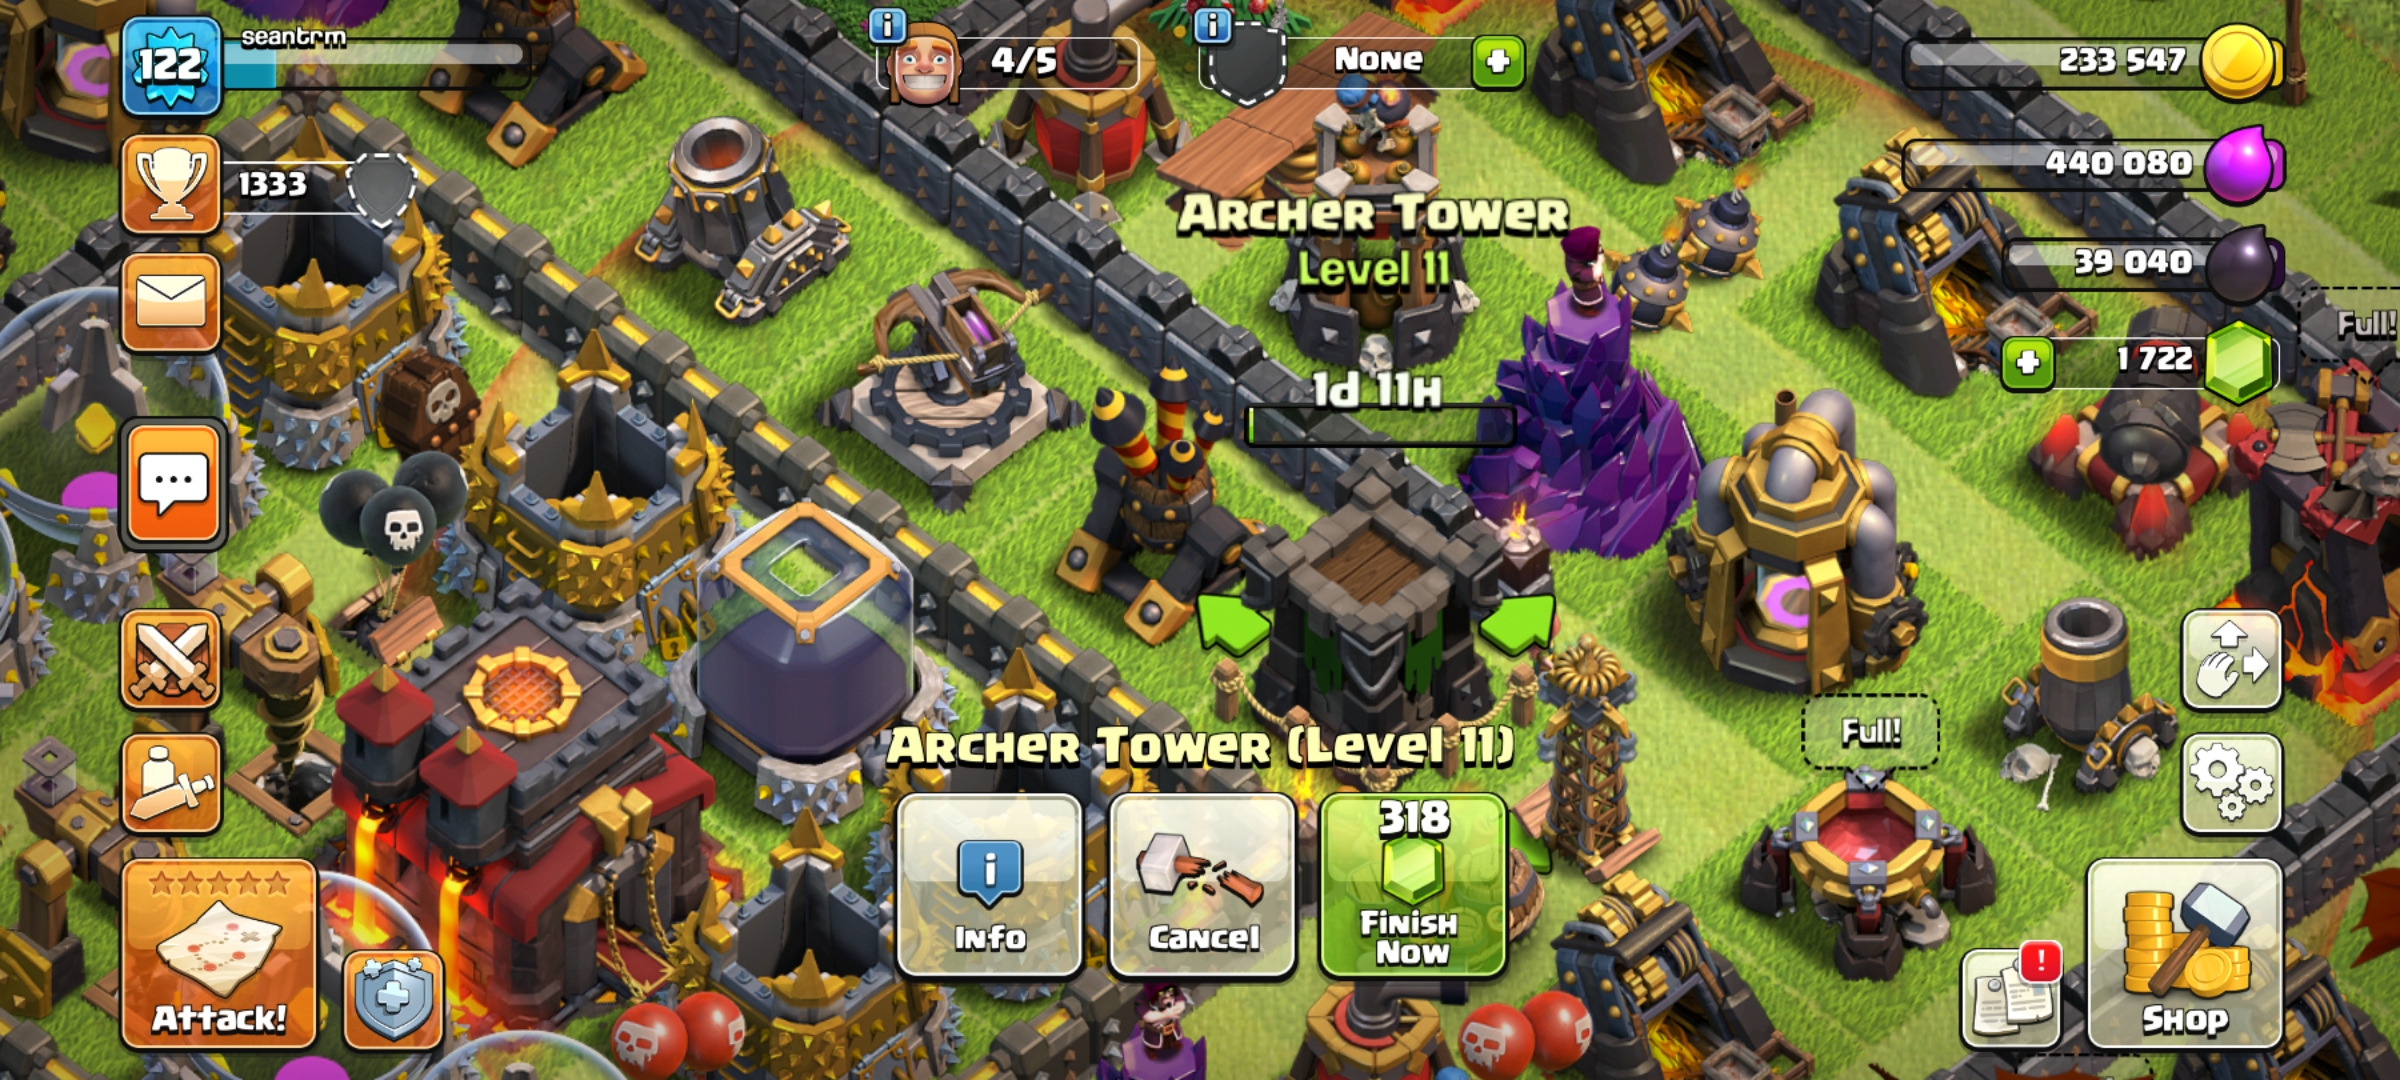 122
seantrm
4/5
None
233 547
1333
440 080
39 040
1 722
Archer Tower
Level 11
1d 11H
Full!
Archer Tower (Level 11)
Full!
318
Info
Cancel
Finish
Now
Attack!
!
Shop